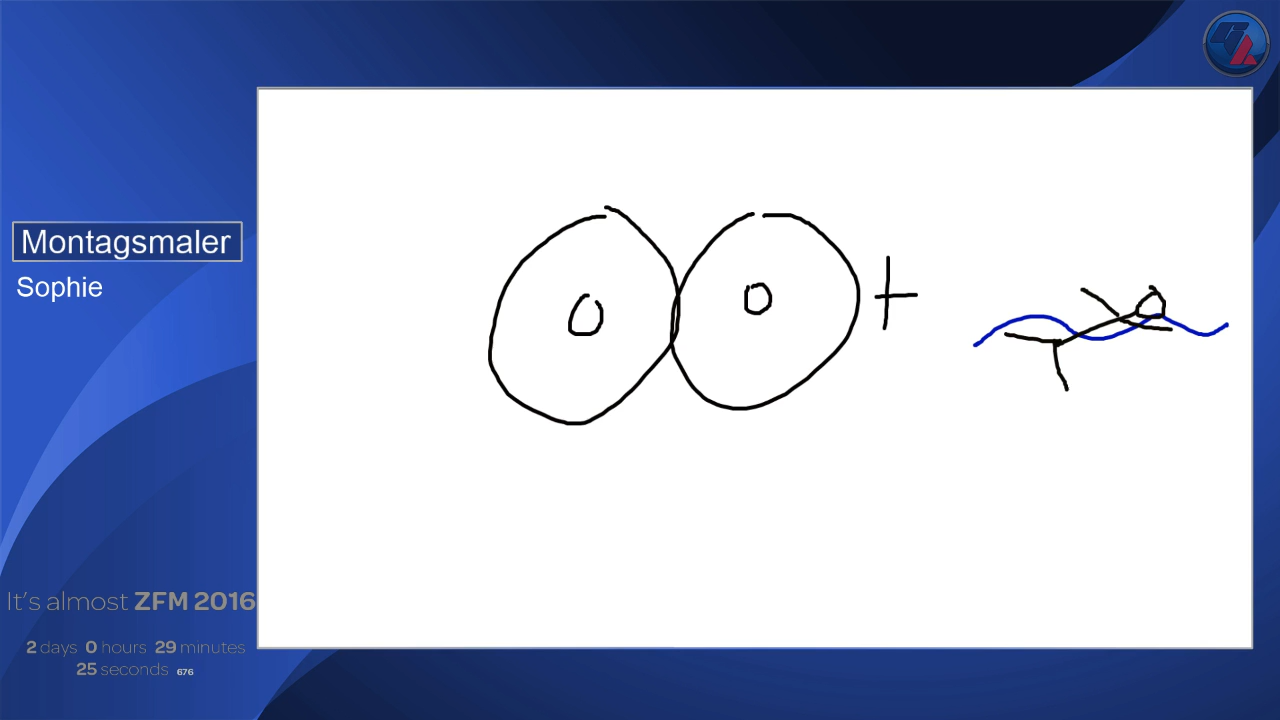 Montagsmaler
Sophie
It's almost ZFM 2016
2 days 0 hours 29 minutes
25 seconds 676